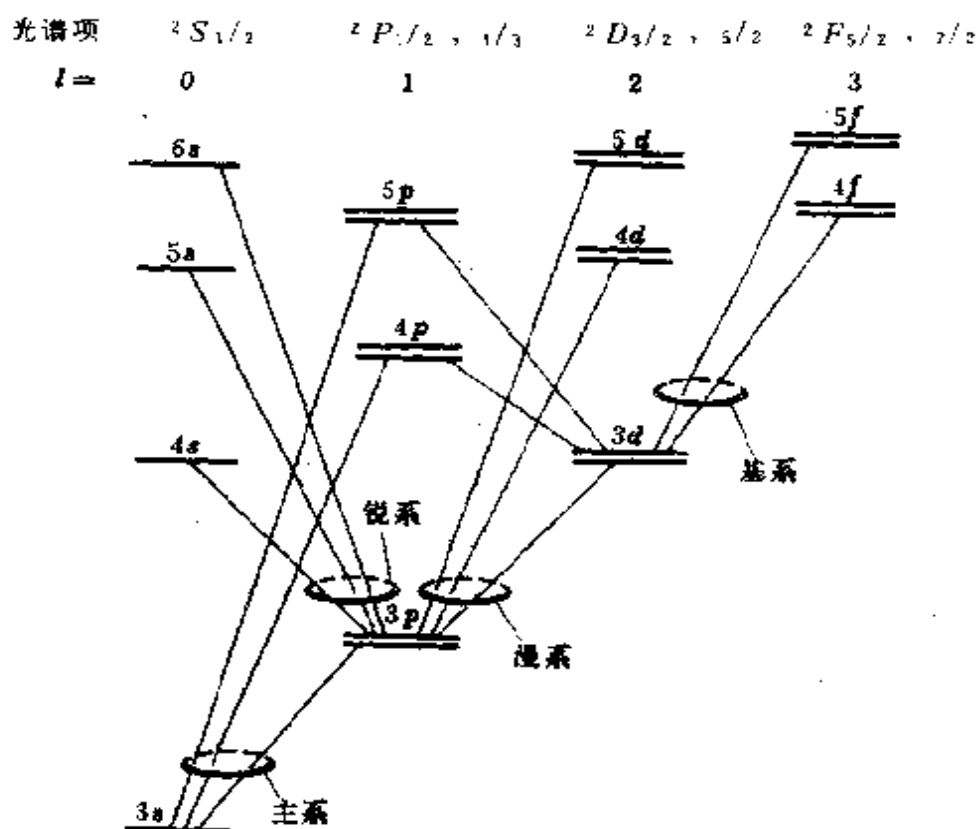 光谱项 ²S₁/₂ ²P₁/₂ , ₁/₃ ²D₃/₂ , ₅/₂ ²F₅/₂ , ₇/₂
l = 0 1 2 3
5f
6s 5d
4f
5p
4d
5s
4p
3d
4s
基系
锐系
3p
漫系
主系
3s